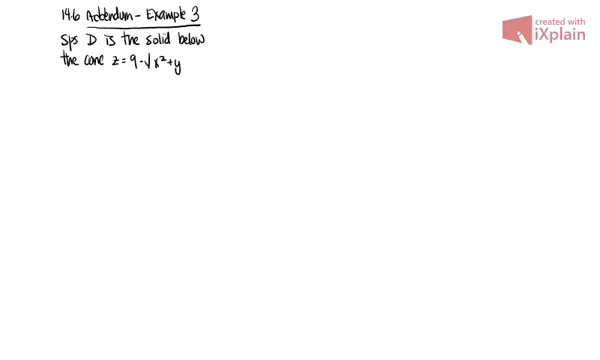 14.6 Addendum - Example 3
Sps D is the solid below
the cone z = 9 - √x² + y
created with
iXplain